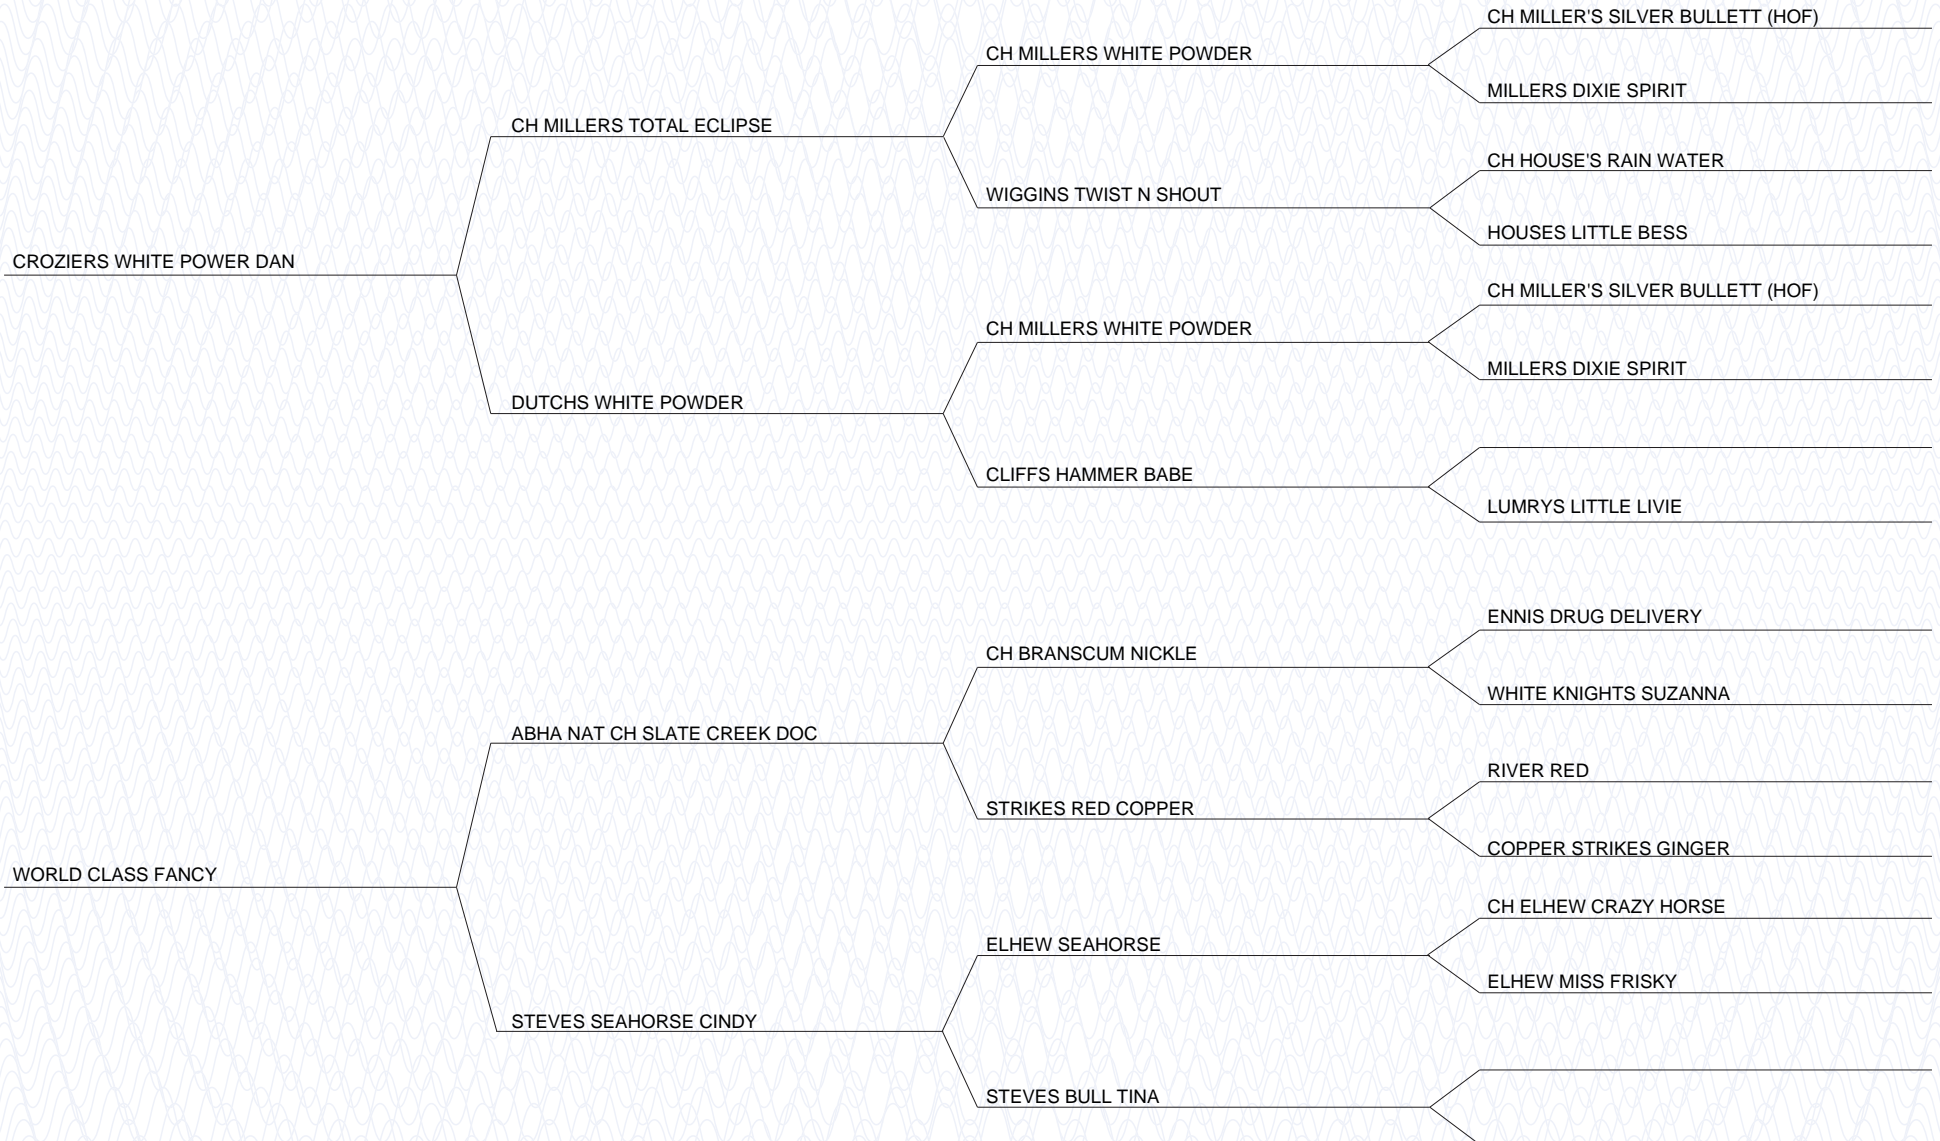 CH MILLER'S SILVER BULLETT (HOF)
CH MILLERS WHITE POWDER
MILLERS DIXIE SPIRIT
CH MILLERS TOTAL ECLIPSE
CH HOUSE'S RAIN WATER
WIGGINS TWIST N SHOUT
HOUSES LITTLE BESS
CROZIERS WHITE POWER DAN
CH MILLER'S SILVER BULLETT (HOF)
CH MILLERS WHITE POWDER
MILLERS DIXIE SPIRIT
DUTCHS WHITE POWDER
CLIFFS HAMMER BABE
LUMRYS LITTLE LIVIE
ENNIS DRUG DELIVERY
CH BRANSCUM NICKLE
WHITE KNIGHTS SUZANNA
ABHA NAT CH SLATE CREEK DOC
RIVER RED
STRIKES RED COPPER
COPPER STRIKES GINGER
WORLD CLASS FANCY
CH ELHEW CRAZY HORSE
ELHEW SEAHORSE
ELHEW MISS FRISKY
STEVES SEAHORSE CINDY
STEVES BULL TINA